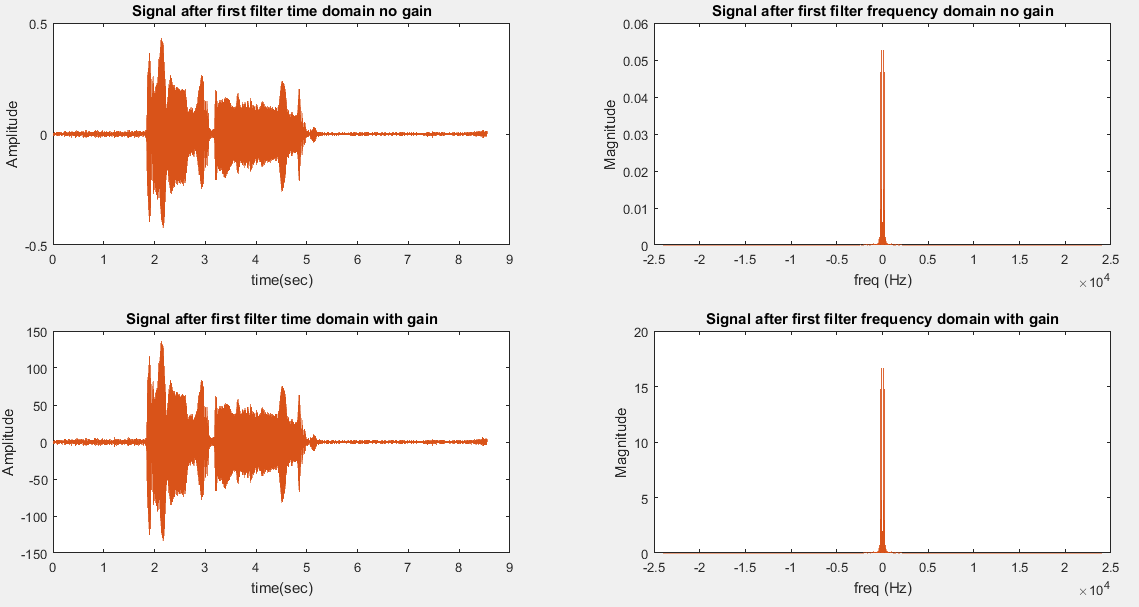 Signal after first filter time domain no gain
0.5
0
-0.5
Amplitude
0 1 2 3 4 5 6 7 8 9
time(sec)
Signal after first filter frequency domain no gain
0.06
0.05
0.04
0.03
0.02
0.01
0
Magnitude
-2.5 -2 -1.5 -1 -0.5 0 0.5 1 1.5 2 2.5
freq (Hz)
×10^4
Signal after first filter time domain with gain
150
100
50
0
-50
-100
-150
Amplitude
0 1 2 3 4 5 6 7 8 9
time(sec)
Signal after first filter frequency domain with gain
20
15
10
5
0
Magnitude
-2.5 -2 -1.5 -1 -0.5 0 0.5 1 1.5 2 2.5
freq (Hz)
×10^4